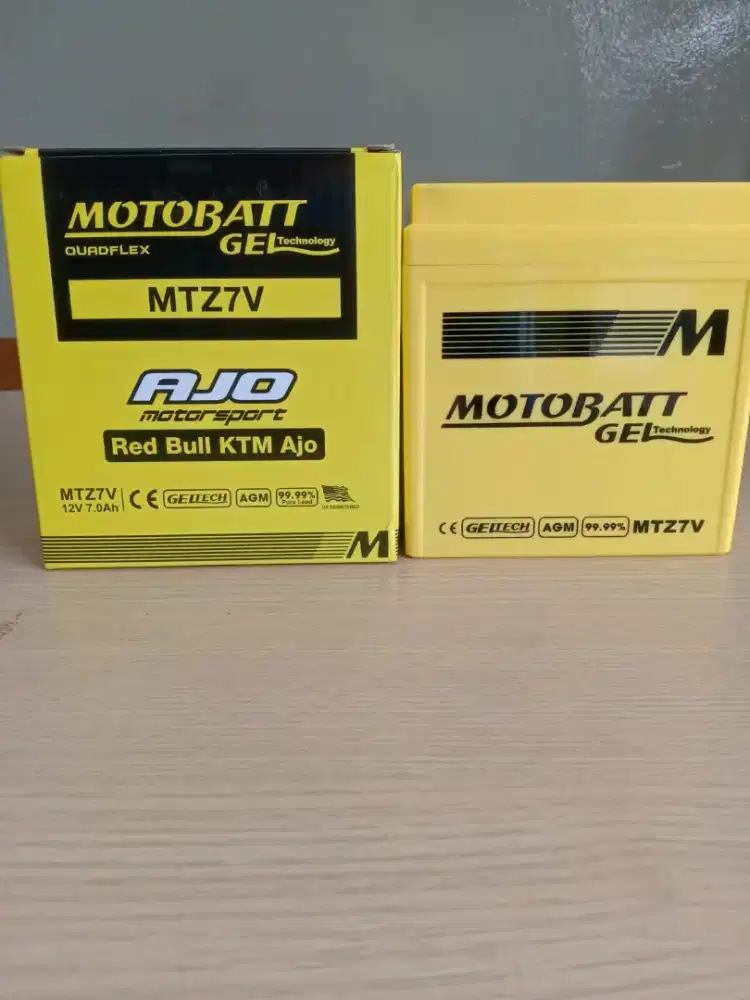 MOTOBATT
QUADFLEX
GEL Technology
MTZ7V
AJO
motorsport
Red Bull KTM Ajo
MTZ7V
12V 7.0Ah
CE GELTECH AGM 99.99%
Pure Lead
M
M
MOTOBATT
GEL Technology
CE GELTECH AGM 99.99% MTZ7V